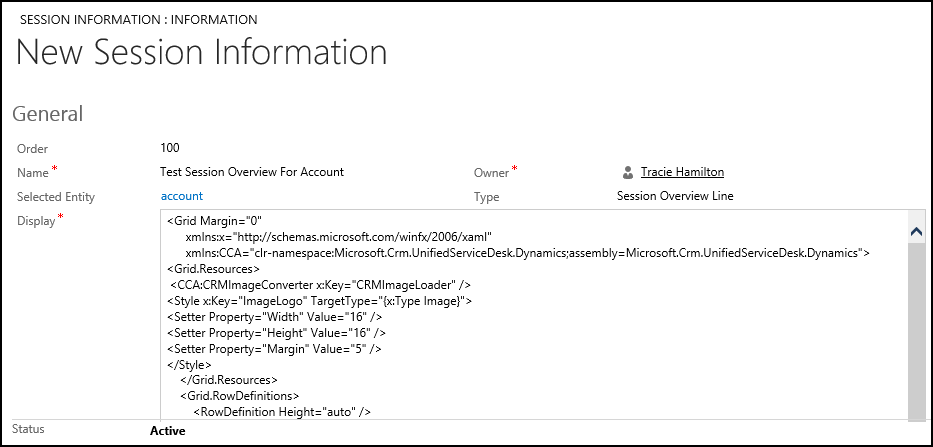 SESSION INFORMATION : INFORMATION
New Session Information
General
Order 100
Name * Test Session Overview For Account Owner * Tracie Hamilton
Selected Entity account Type Session Overview Line
Display * <Grid Margin="0"
xmlns:x="http://schemas.microsoft.com/winfx/2006/xaml"
xmlns:CCA="clr-namespace:Microsoft.Crm.UnifiedServiceDesk.Dynamics;assembly=Microsoft.Crm.UnifiedServiceDesk.Dynamics">
<Grid.Resources>
<CCA:CRMImageConverter x:Key="CRMImageLoader" />
<Style x:Key="ImageLogo" TargetType="{x:Type Image}">
<Setter Property="Width" Value="16" />
<Setter Property="Height" Value="16" />
<Setter Property="Margin" Value="5" />
</Style>
</Grid.Resources>
<Grid.RowDefinitions>
<RowDefinition Height="auto" />
Status Active